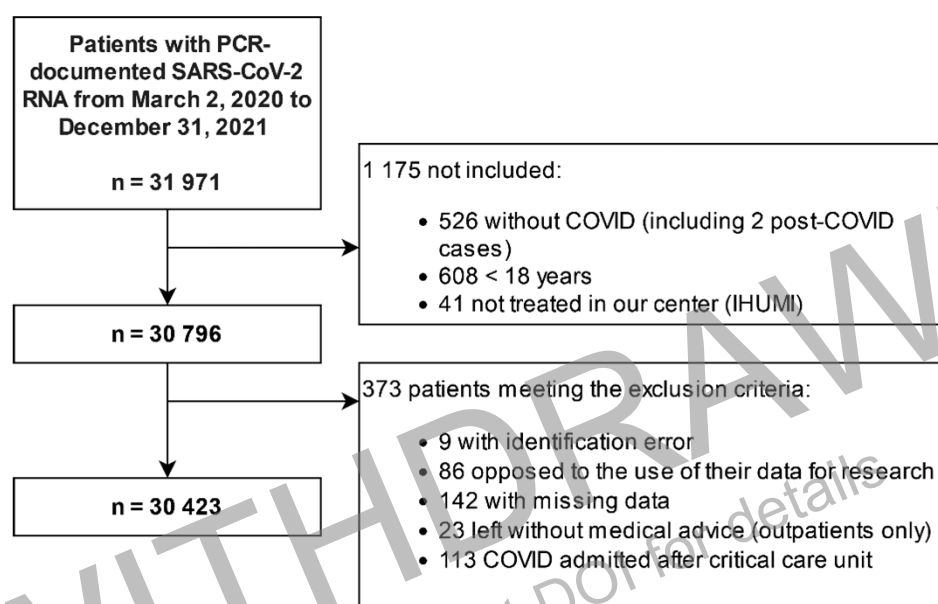 Patients with PCR-
documented SARS-CoV-2
RNA from March 2, 2020 to
December 31, 2021
n = 31 971
1 175 not included:
• 526 without COVID (including 2 post-COVID
cases)
• 608 < 18 years
• 41 not treated in our center (IHUMI)
n = 30 796
373 patients meeting the exclusion criteria:
• 9 with identification error
• 86 opposed to the use of their data for research
• 142 with missing data
• 23 left without medical advice (outpatients only)
• 113 COVID admitted after critical care unit
n = 30 423
WITHDRAW
DOI for details